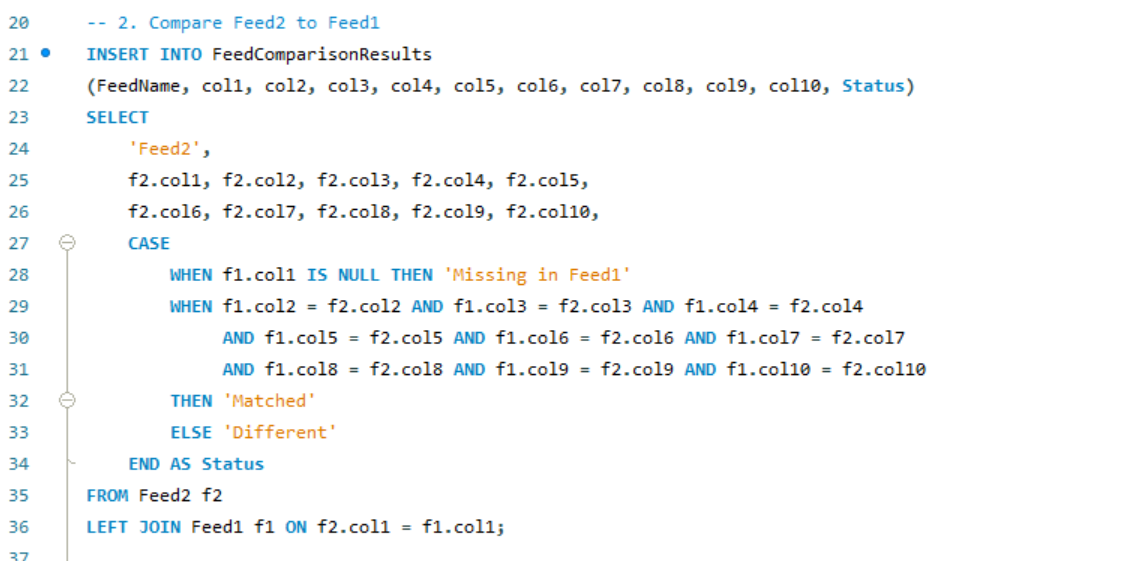 20 -- 2. Compare Feed2 to Feed1
21 INSERT INTO FeedComparisonResults
22 (FeedName, col1, col2, col3, col4, col5, col6, col7, col8, col9, col10, Status)
23 SELECT
24 'Feed2',
25 f2.col1, f2.col2, f2.col3, f2.col4, f2.col5,
26 f2.col6, f2.col7, f2.col8, f2.col9, f2.col10,
27 CASE
28 WHEN f1.col1 IS NULL THEN 'Missing in Feed1'
29 WHEN f1.col2 = f2.col2 AND f1.col3 = f2.col3 AND f1.col4 = f2.col4
30 AND f1.col5 = f2.col5 AND f1.col6 = f2.col6 AND f1.col7 = f2.col7
31 AND f1.col8 = f2.col8 AND f1.col9 = f2.col9 AND f1.col10 = f2.col10
32 THEN 'Matched'
33 ELSE 'Different'
34 END AS Status
35 FROM Feed2 f2
36 LEFT JOIN Feed1 f1 ON f2.col1 = f1.col1;
37